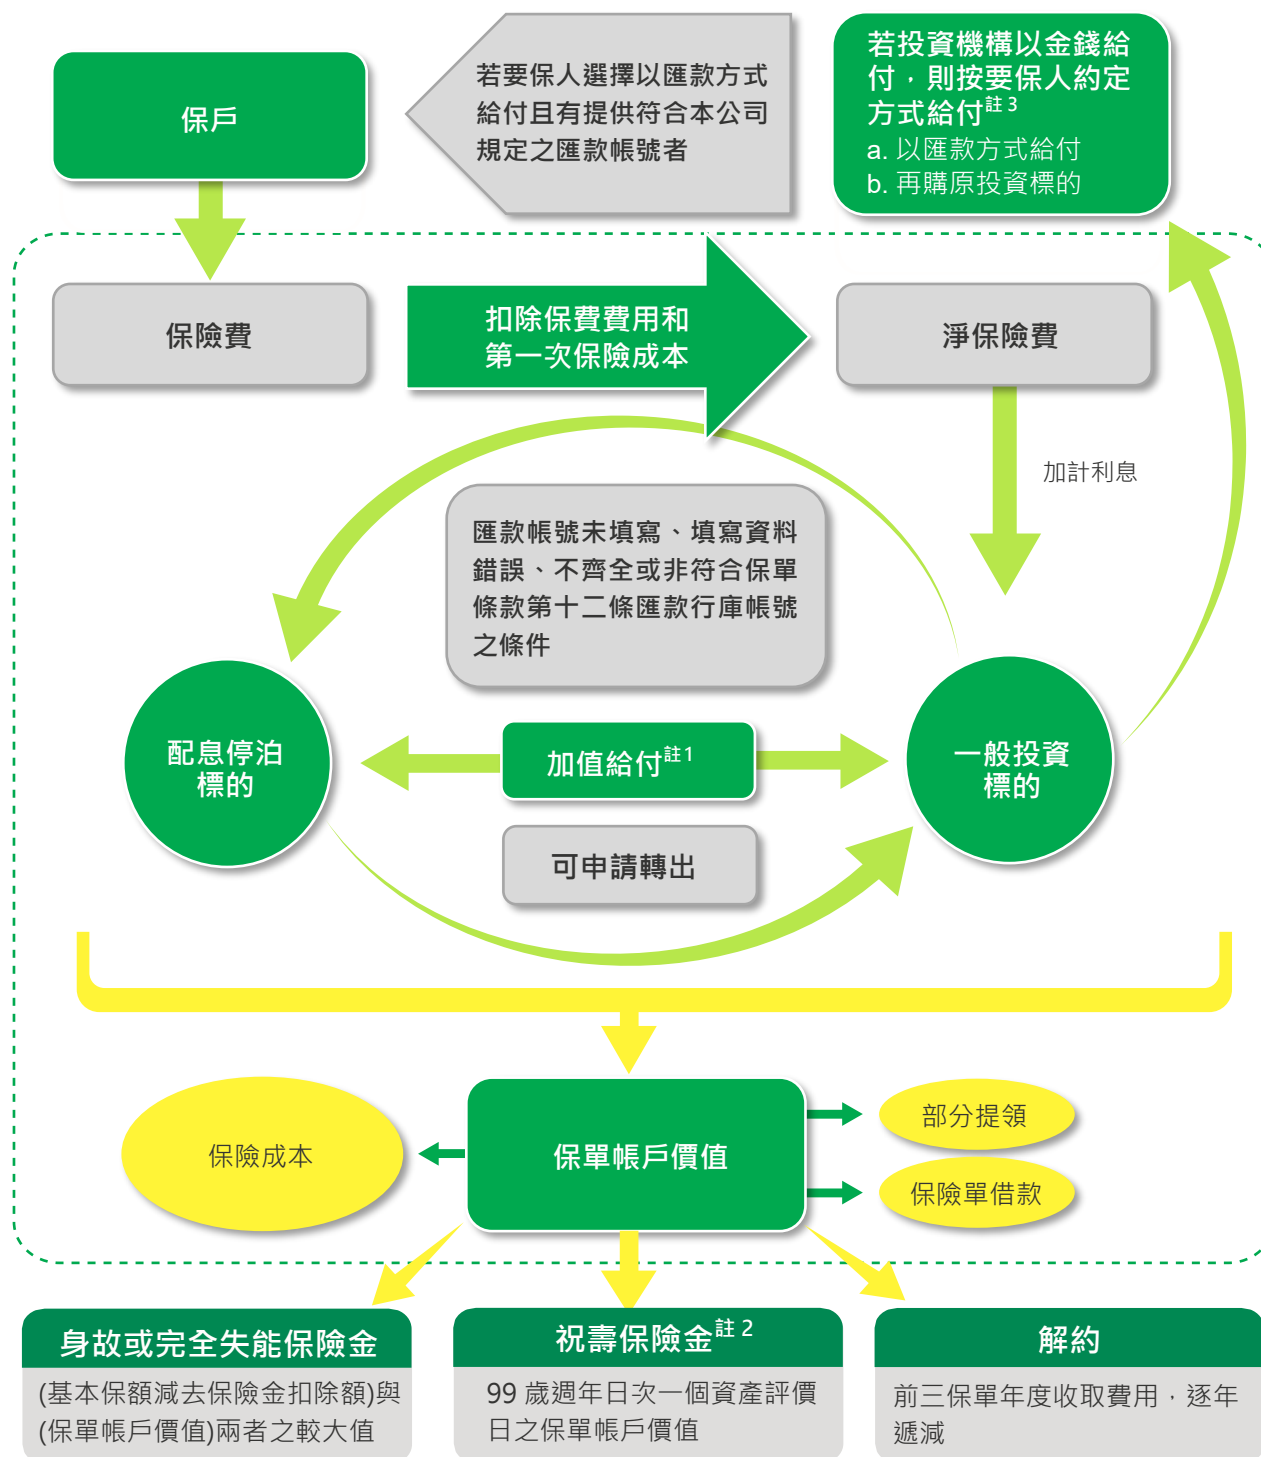 保戶
若要保人選擇以匯款方式
給付且有提供符合本公司
規定之匯款帳號者
若投資機構以金錢給
付，則按要保人約定
方式給付註3
a. 以匯款方式給付
b. 再購原投資標的
保險費
扣除保費費用和
第一次保險成本
淨保險費
加計利息
匯款帳號未填寫、填寫資料
錯誤、不齊全或非符合保單
條款第十二條匯款行庫帳號
之條件
配息停泊
標的
加值給付註1
一般投資
標的
可申請轉出
保險成本
保單帳戶價值
部分提領
保險單借款
身故或完全失能保險金
(基本保額減去保險金扣除額)與
(保單帳戶價值)兩者之較大值
祝壽保險金註2
99 歲週年日次一個資產評價
日之保單帳戶價值
解約
前三保單年度收取費用，逐年
遞減